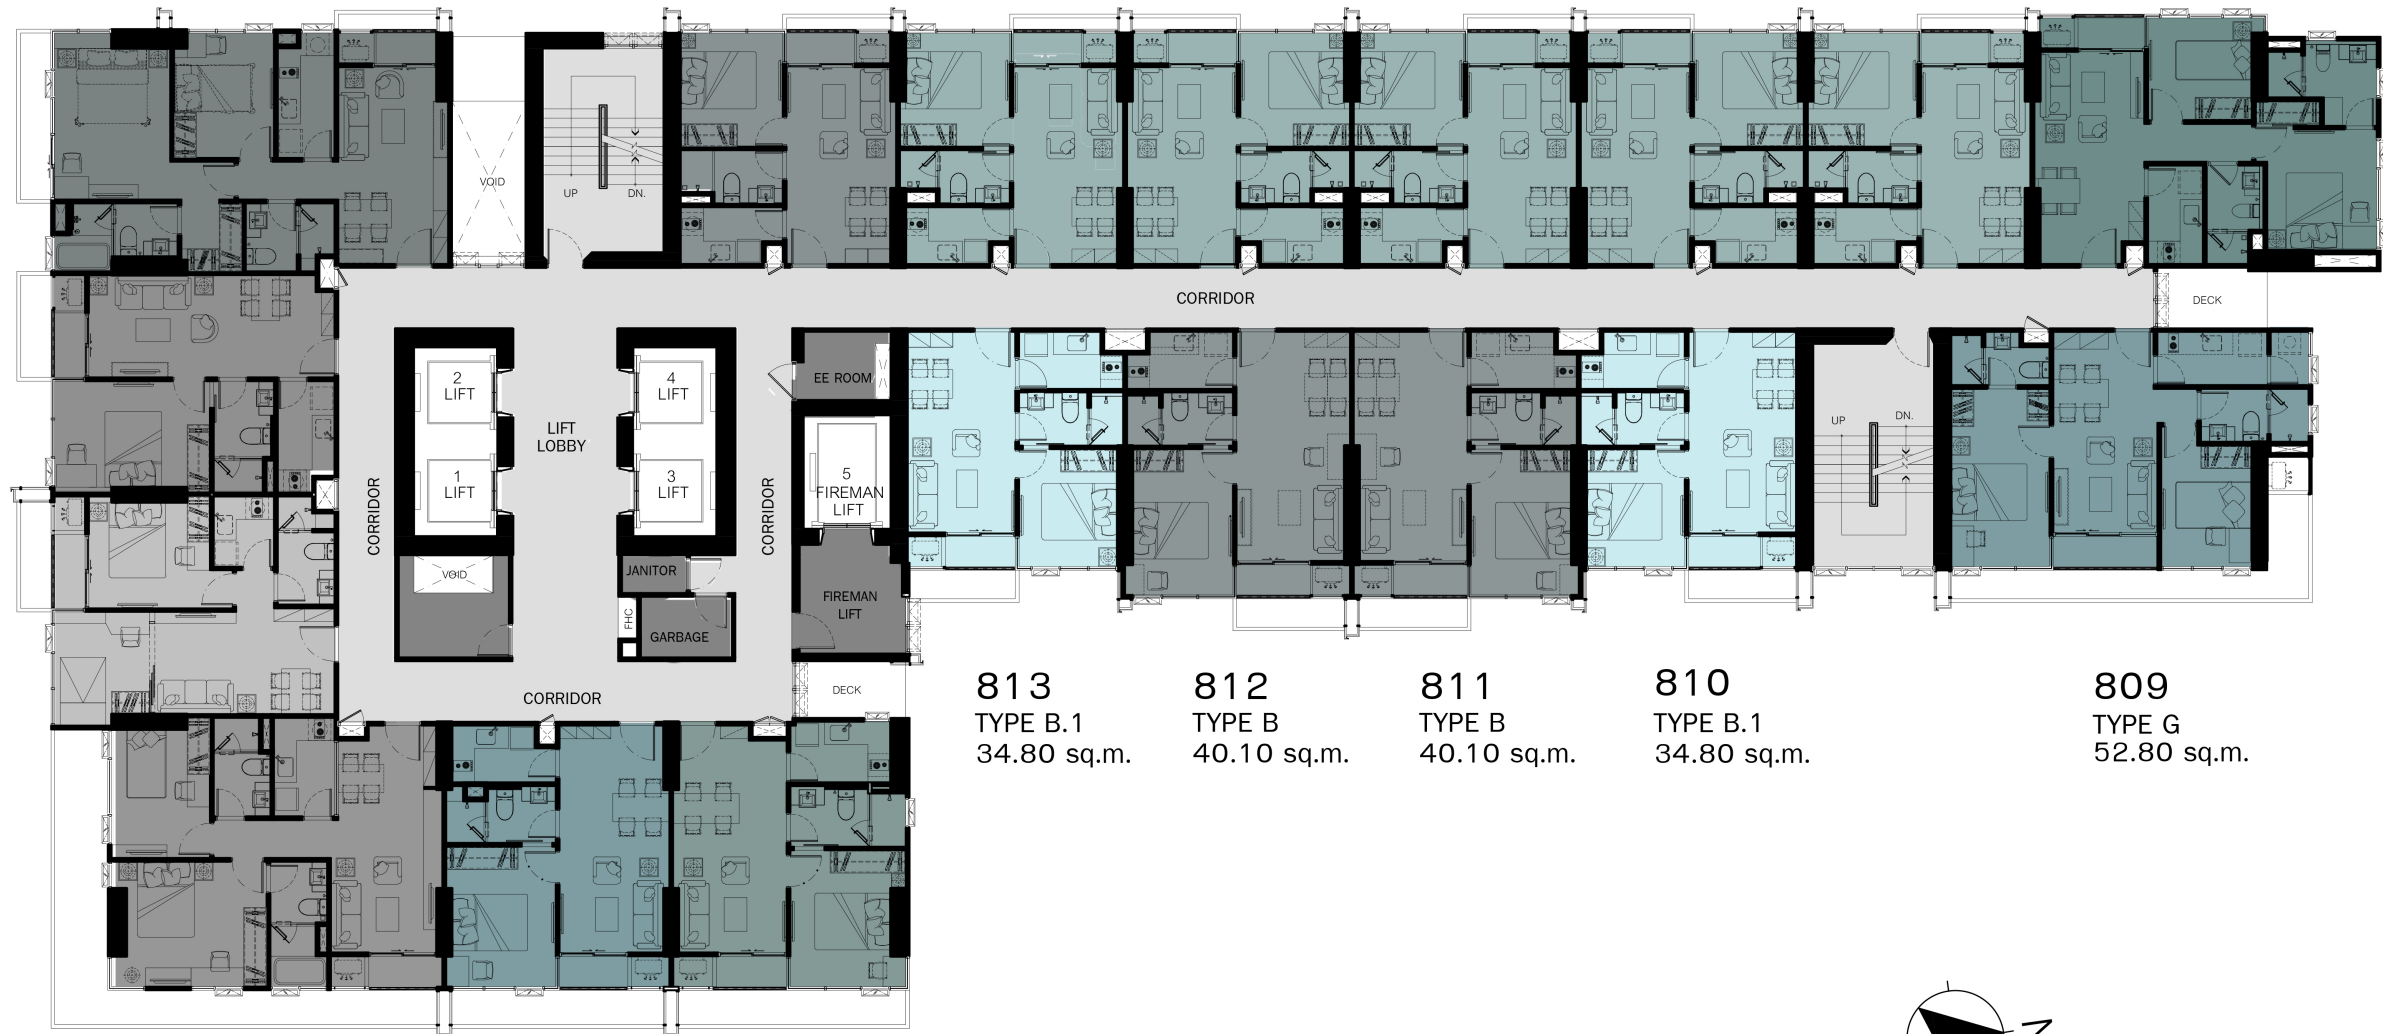 VOID
UP
DN.
CORRIDOR
DECK
2
LIFT
4
LIFT
EE ROOM
LIFT
LOBBY
UP
DN.
1
LIFT
3
LIFT
5
FIREMAN
LIFT
CORRIDOR
CORRIDOR
VOID
JANITOR
FIREMAN
LIFT
FHC
GARBAGE
CORRIDOR
DECK
813
TYPE B.1
34.80 sq.m.
812
TYPE B
40.10 sq.m.
811
TYPE B
40.10 sq.m.
810
TYPE B.1
34.80 sq.m.
809
TYPE G
52.80 sq.m.
N